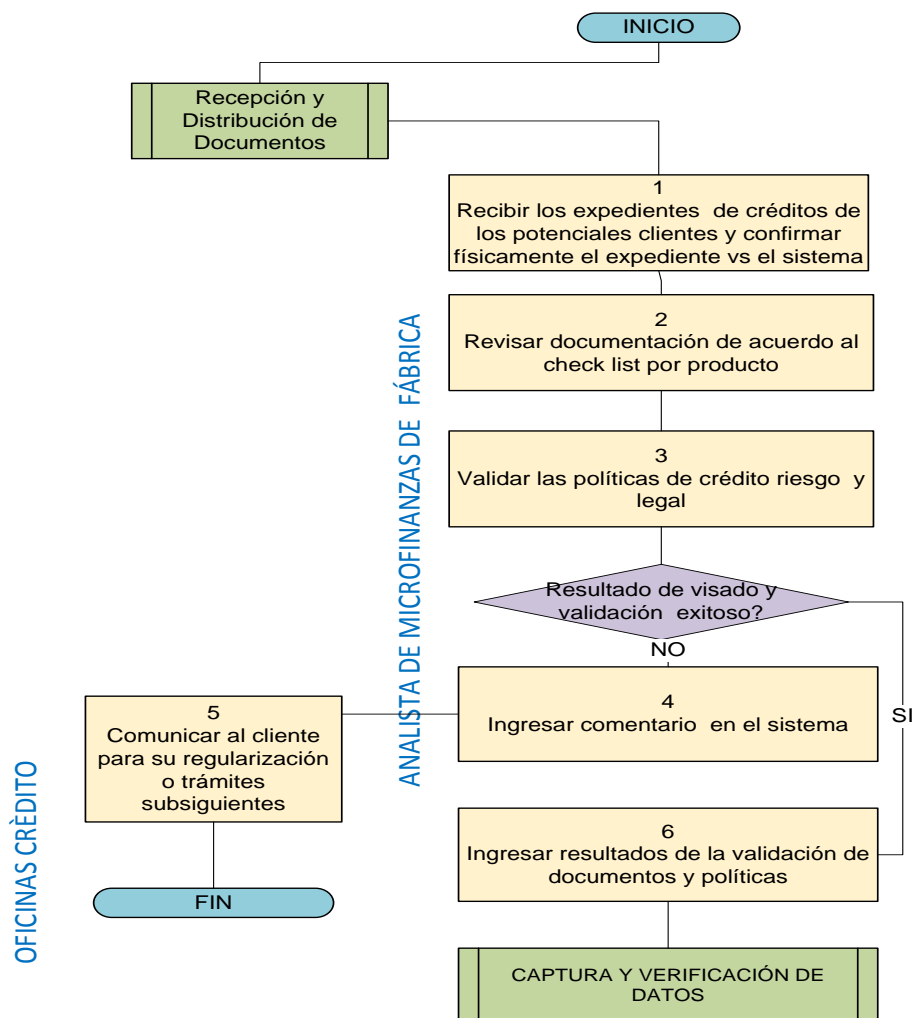 INICIO
Recepción y
Distribución de
Documentos
1
Recibir los expedientes de créditos de
los potenciales clientes y confirmar
físicamente el expediente vs el sistema
2
Revisar documentación de acuerdo al
check list por producto
3
Validar las políticas de crédito riesgo y
legal
Resultado de visado y
validación exitoso?
NO
SI
4
Ingresar comentario en el sistema
5
Comunicar al cliente
para su regularización
o trámites
subsiguientes
6
Ingresar resultados de la validación de
documentos y políticas
FIN
CAPTURA Y VERIFICACIÓN DE
DATOS
ANALISTA DE MICROFINANZAS DE FÁBRICA
OFICINAS CRÈDITO